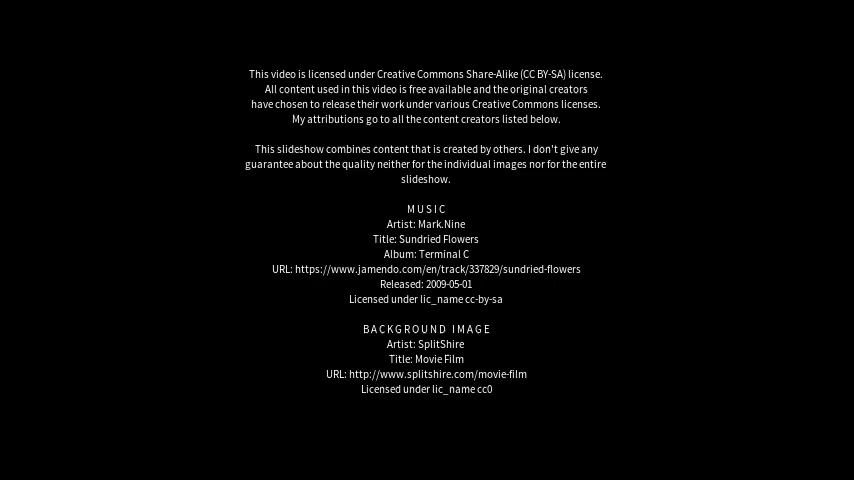 This video is licensed under Creative Commons Share-Alike (CC BY-SA) license.
All content used in this video is free available and the original creators
have chosen to release their work under various Creative Commons licenses.
My attributions go to all the content creators listed below.
This slideshow combines content that is created by others. I don't give any
guarantee about the quality neither for the individual images nor for the entire
slideshow.
MUSIC
Artist: Mark.Nine
Title: Sundried Flowers
Album: Terminal C
URL: https://www.jamendo.com/en/track/337829/sundried-flowers
Released: 2009-05-01
Licensed under lic_name cc-by-sa
BACKGROUND IMAGE
Artist: SplitShire
Title: Movie Film
URL: http://www.splitshire.com/movie-film
Licensed under lic_name cc0